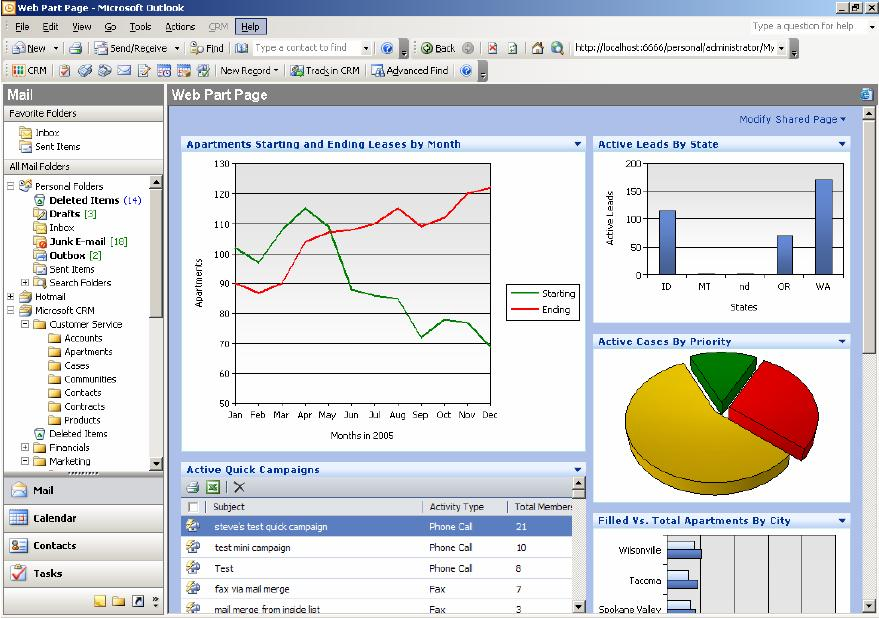 Web Part Page - Microsoft Outlook
File Edit View Go Tools Actions CRM Help Type a question for help
New Send/Receive Find Type a contact to find Back http://localhost:6666/personal/administrator/My
CRM New Record Track in CRM Advanced Find
Mail
Favorite Folders
Inbox
Sent Items
All Mail Folders
Personal Folders
Deleted Items (14)
Drafts [3]
Inbox
Junk E-mail [18]
Outbox [2]
Sent Items
Search Folders
Hotmail
Microsoft CRM
Customer Service
Accounts
Apartments
Cases
Communities
Contacts
Contracts
Products
Deleted Items
Financials
Marketing
Mail
Calendar
Contacts
Tasks
Web Part Page
Modify Shared Page
Apartments Starting and Ending Leases by Month
130
120
110
100
90
80
70
60
50
Apartments
Jan Feb Mar Apr May Jun Jul Aug Sep Oct Nov Dec
Months in 2005
Starting
Ending
Active Quick Campaigns
Subject Activity Type Total Members
steve's test quick campaign Phone Call 21
test mini campaign Phone Call 10
Test Phone Call 8
fax via mail merge Fax 7
mail merge from inside list Fax 3
Active Leads By State
200
150
100
50
0
Active Leads
ID MT nd OR WA
States
Active Cases By Priority
Filled Vs. Total Apartments By City
Wilsonville
Tacoma
Spokane Valley